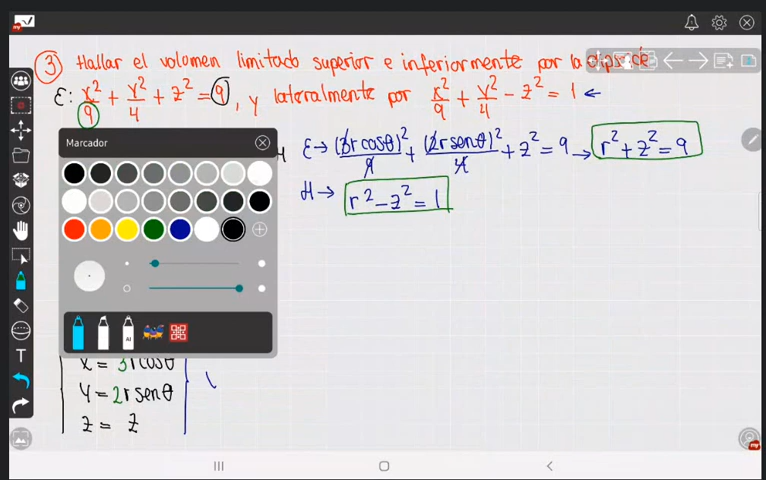 3 Hallar el volumen limitado superior e inferiormente por la elipsoide
E: x²/9 + y²/4 + z² = 9, y lateralmente por x²/9 + y²/4 - z² = 1 ←
Marcador
E → (3r cosθ)²/9 + (2r senθ)²/4 + z² = 9 → r² + z² = 9
H → r² - z² = 1
AI
x = 3r cosθ
y = 2r senθ
z = z
T